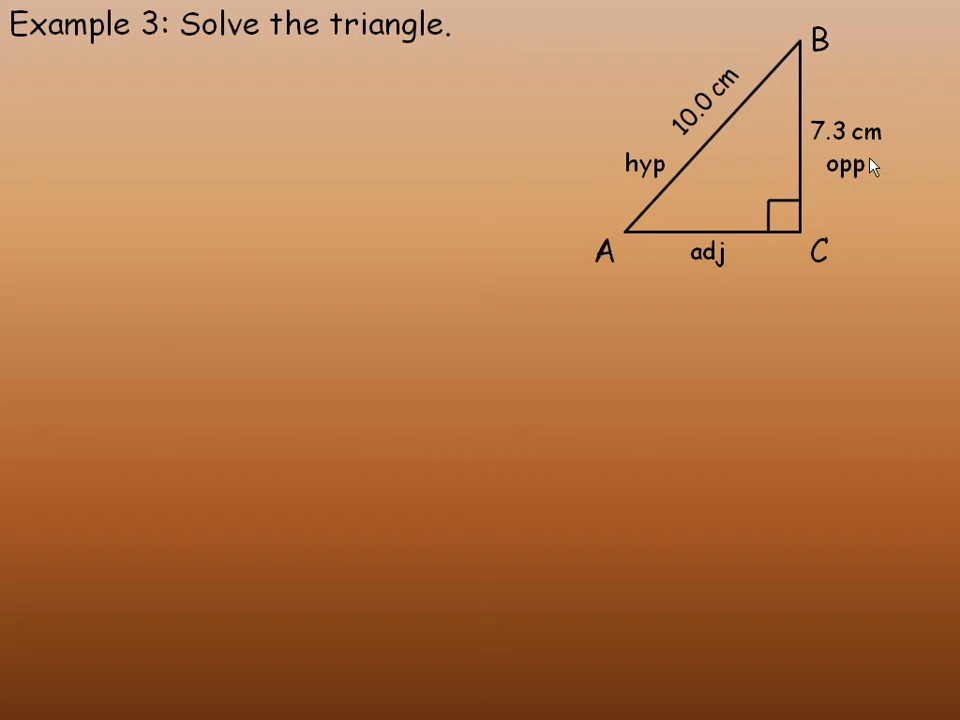 Example 3: Solve the triangle.
B
10.0 cm
7.3 cm
hyp
opp
A
adj
C